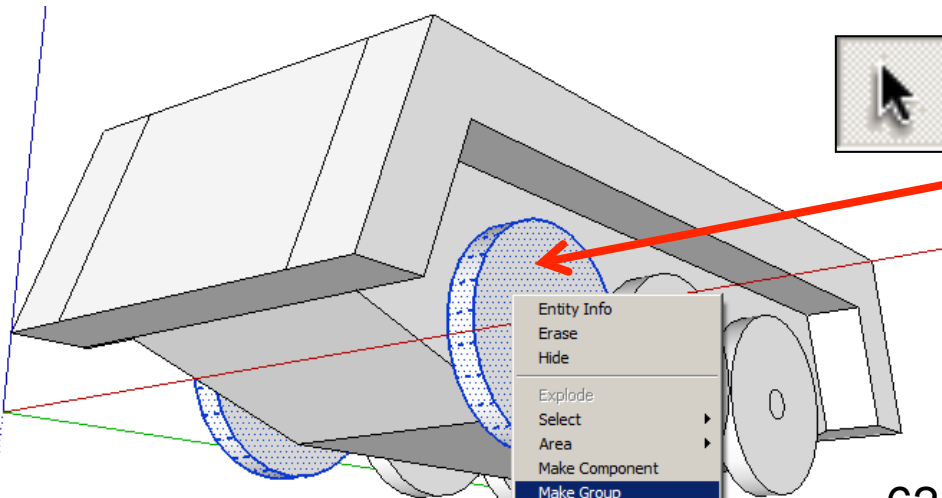 Entity Info
Erase
Hide
Explode
Select
Area
Make Component
Make Group